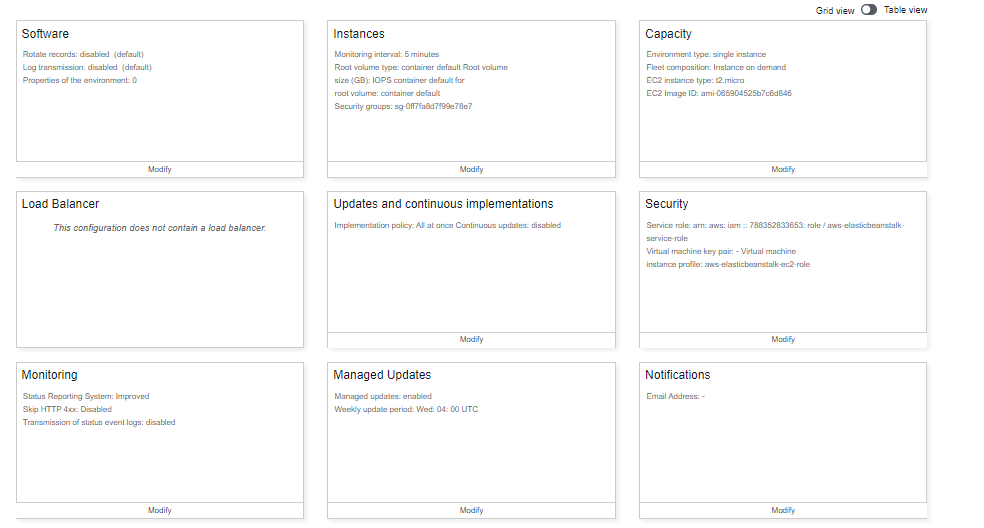 Grid view Table view
Software
Rotate records: disabled (default)
Log transmission: disabled (default)
Properties of the environment: 0
Modify
Instances
Monitoring interval: 5 minutes
Root volume type: container default Root volume
size (GB): IOPS container default for
root volume: container default
Security groups: sg-0ff7fa8d7f99e78e7
Modify
Capacity
Environment type: single instance
Fleet composition: Instance on demand
EC2 instance type: t2.micro
EC2 Image ID: ami-065904525b7c6d846
Modify
Load Balancer
This configuration does not contain a load balancer.
Updates and continuous implementations
Implementation policy: All at once Continuous updates: disabled
Modify
Security
Service role: arn: aws: iam :: 788352833653: role / aws-elasticbeanstalk-
service-role
Virtual machine key pair: - Virtual machine
instance profile: aws-elasticbeanstalk-ec2-role
Modify
Monitoring
Status Reporting System: Improved
Skip HTTP 4xx: Disabled
Transmission of status event logs: disabled
Modify
Managed Updates
Managed updates: enabled
Weekly update period: Wed: 04: 00 UTC
Modify
Notifications
Email Address: -
Modify